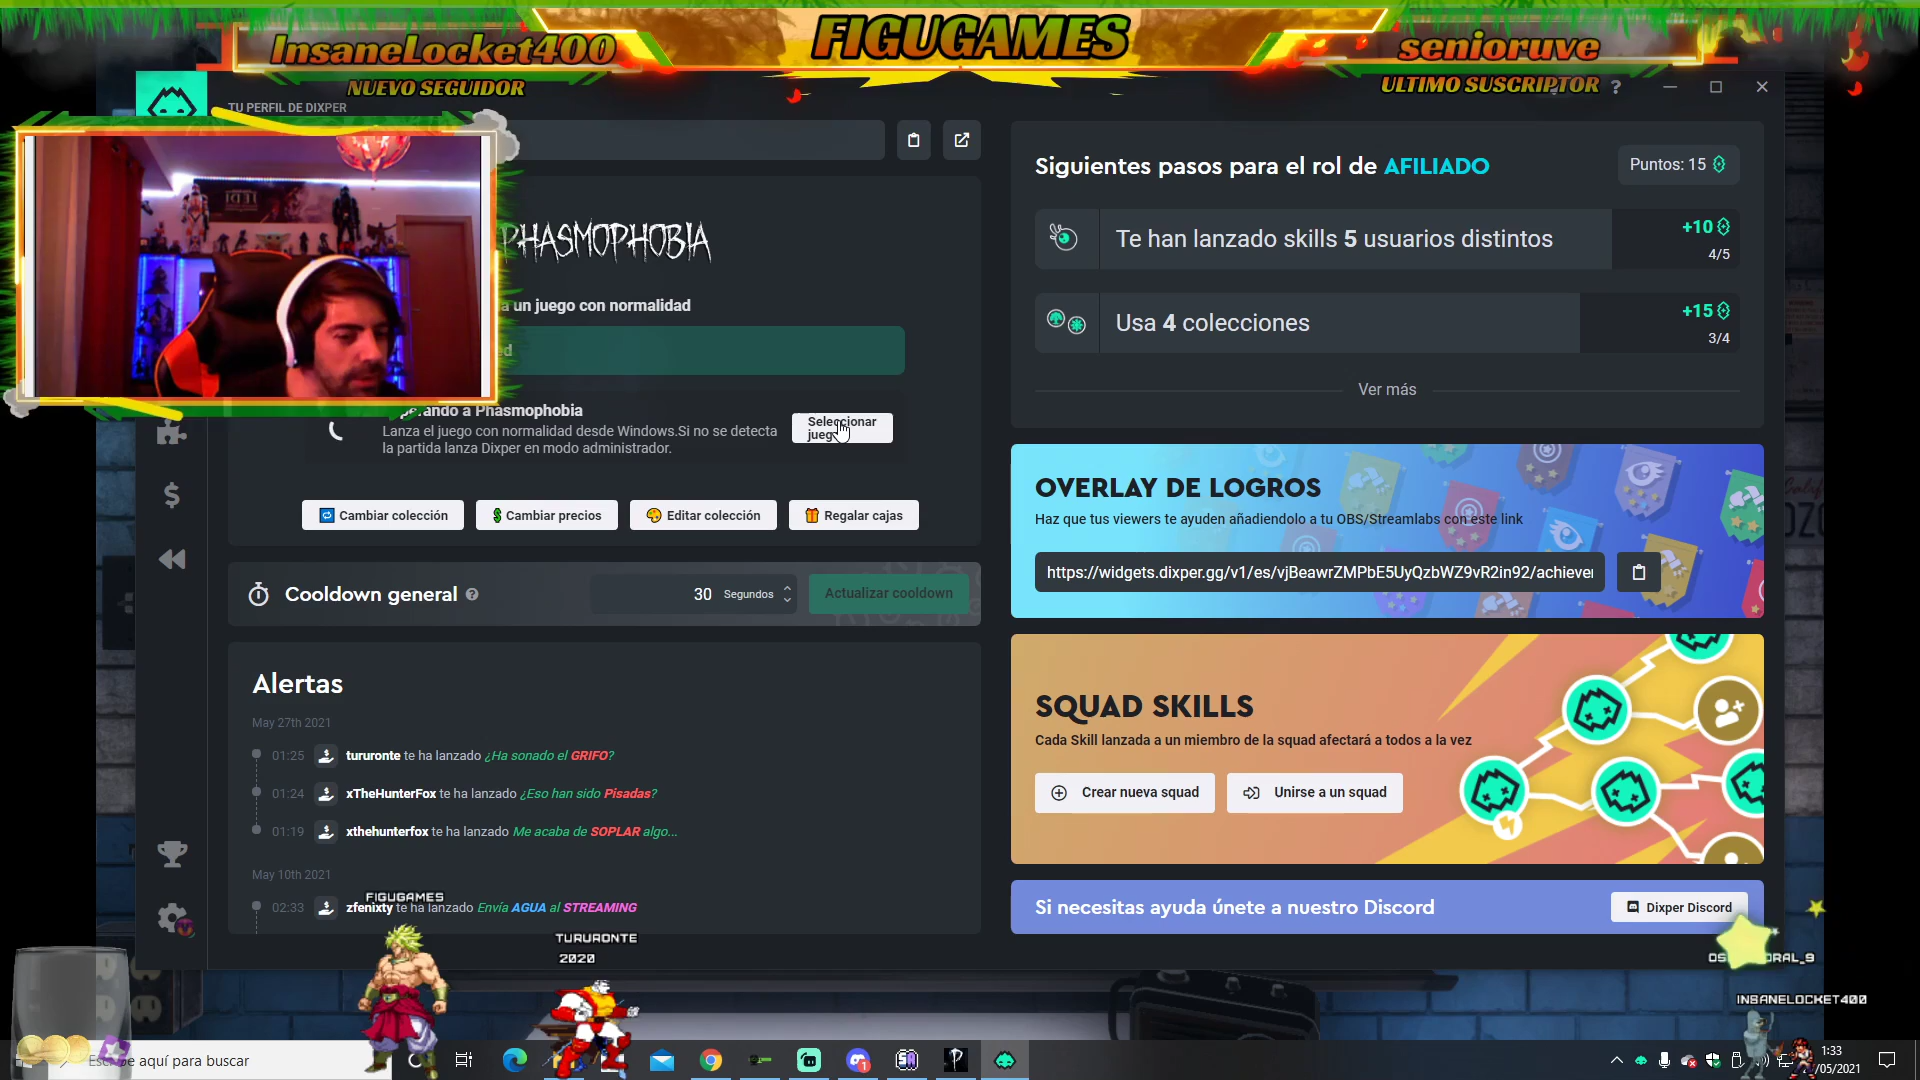 InsaneLocket400
NUEVO SEGUIDOR
FIGUGAMES
senioruve
ULTIMO SUSCRIPTOR
TU PERFIL DE DIXPER
JEDI
PHASMOPHOBIA
a un juego con normalidad
ed
perando a Phasmophobia
Lanza el juego con normalidad desde Windows.Si no se detecta
la partida lanza Dixper en modo administrador.
Seleccionar
juego
Cambiar colección
Cambiar precios
Editar colección
Regalar cajas
Cooldown general
30 Segundos
Actualizar cooldown
Alertas
May 27th 2021
01:25 tururonte te ha lanzado ¿Ha sonado el GRIFO?
01:24 xTheHunterFox te ha lanzado ¿Eso han sido Pisadas?
01:19 xthehunterfox te ha lanzado Me acaba de SOPLAR algo...
May 10th 2021
02:33 zfenixty te ha lanzado Envía AGUA al STREAMING
Siguientes pasos para el rol de AFILIADO
Puntos: 15
Te han lanzado skills 5 usuarios distintos
+10
4/5
Usa 4 colecciones
+15
3/4
Ver más
OVERLAY DE LOGROS
Haz que tus viewers te ayuden añadiendolo a tu OBS/Streamlabs con este link
https://widgets.dixper.gg/v1/es/vjBeawrZMPbE5UyQzbWZ9vR2in92/achiever
SQUAD SKILLS
Cada Skill lanzada a un miembro de la squad afectará a todos a la vez
Crear nueva squad
Unirse a un squad
Si necesitas ayuda únete a nuestro Discord
Dixper Discord
FIGUGAMES
TURURONTE
2020
INSANELOCKET400
aquí para buscar
1:33
/05/2021